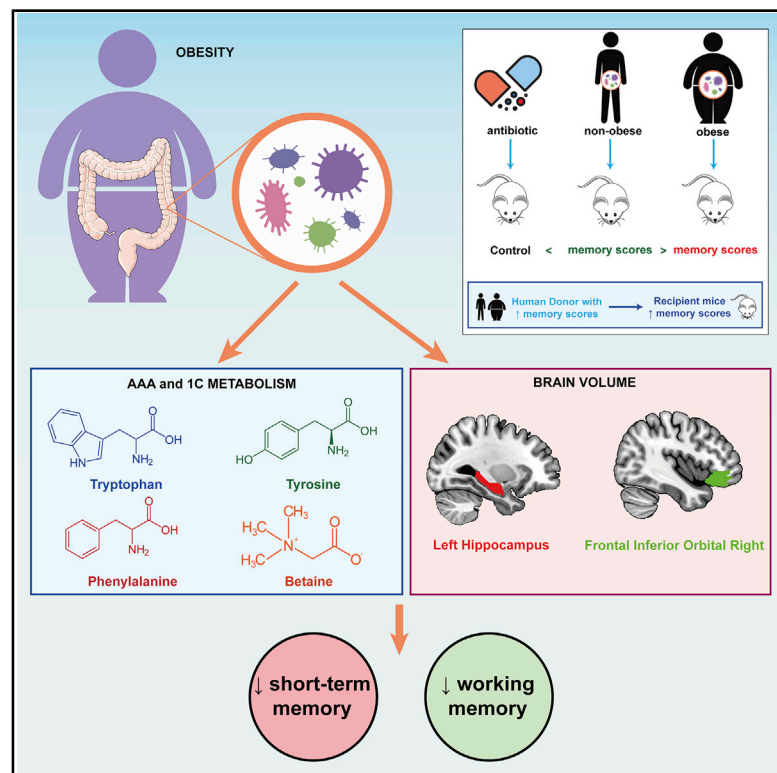 OBESITY
antibiotic
non-obese
obese
Control < memory scores > memory scores
Human Donor with
↑ memory scores
Recipient mice
↑ memory scores
AAA and 1C METABOLISM
O
OH
NH₂
N
H
Tryptophan
O
OH
NH₂
HO
Tyrosine
O
OH
NH₂
Phenylalanine
CH₃
H₃C
N⁺
H₃C
O
O⁻
Betaine
BRAIN VOLUME
Left Hippocampus
Frontal Inferior Orbital Right
↓ short-term
memory
↓ working
memory